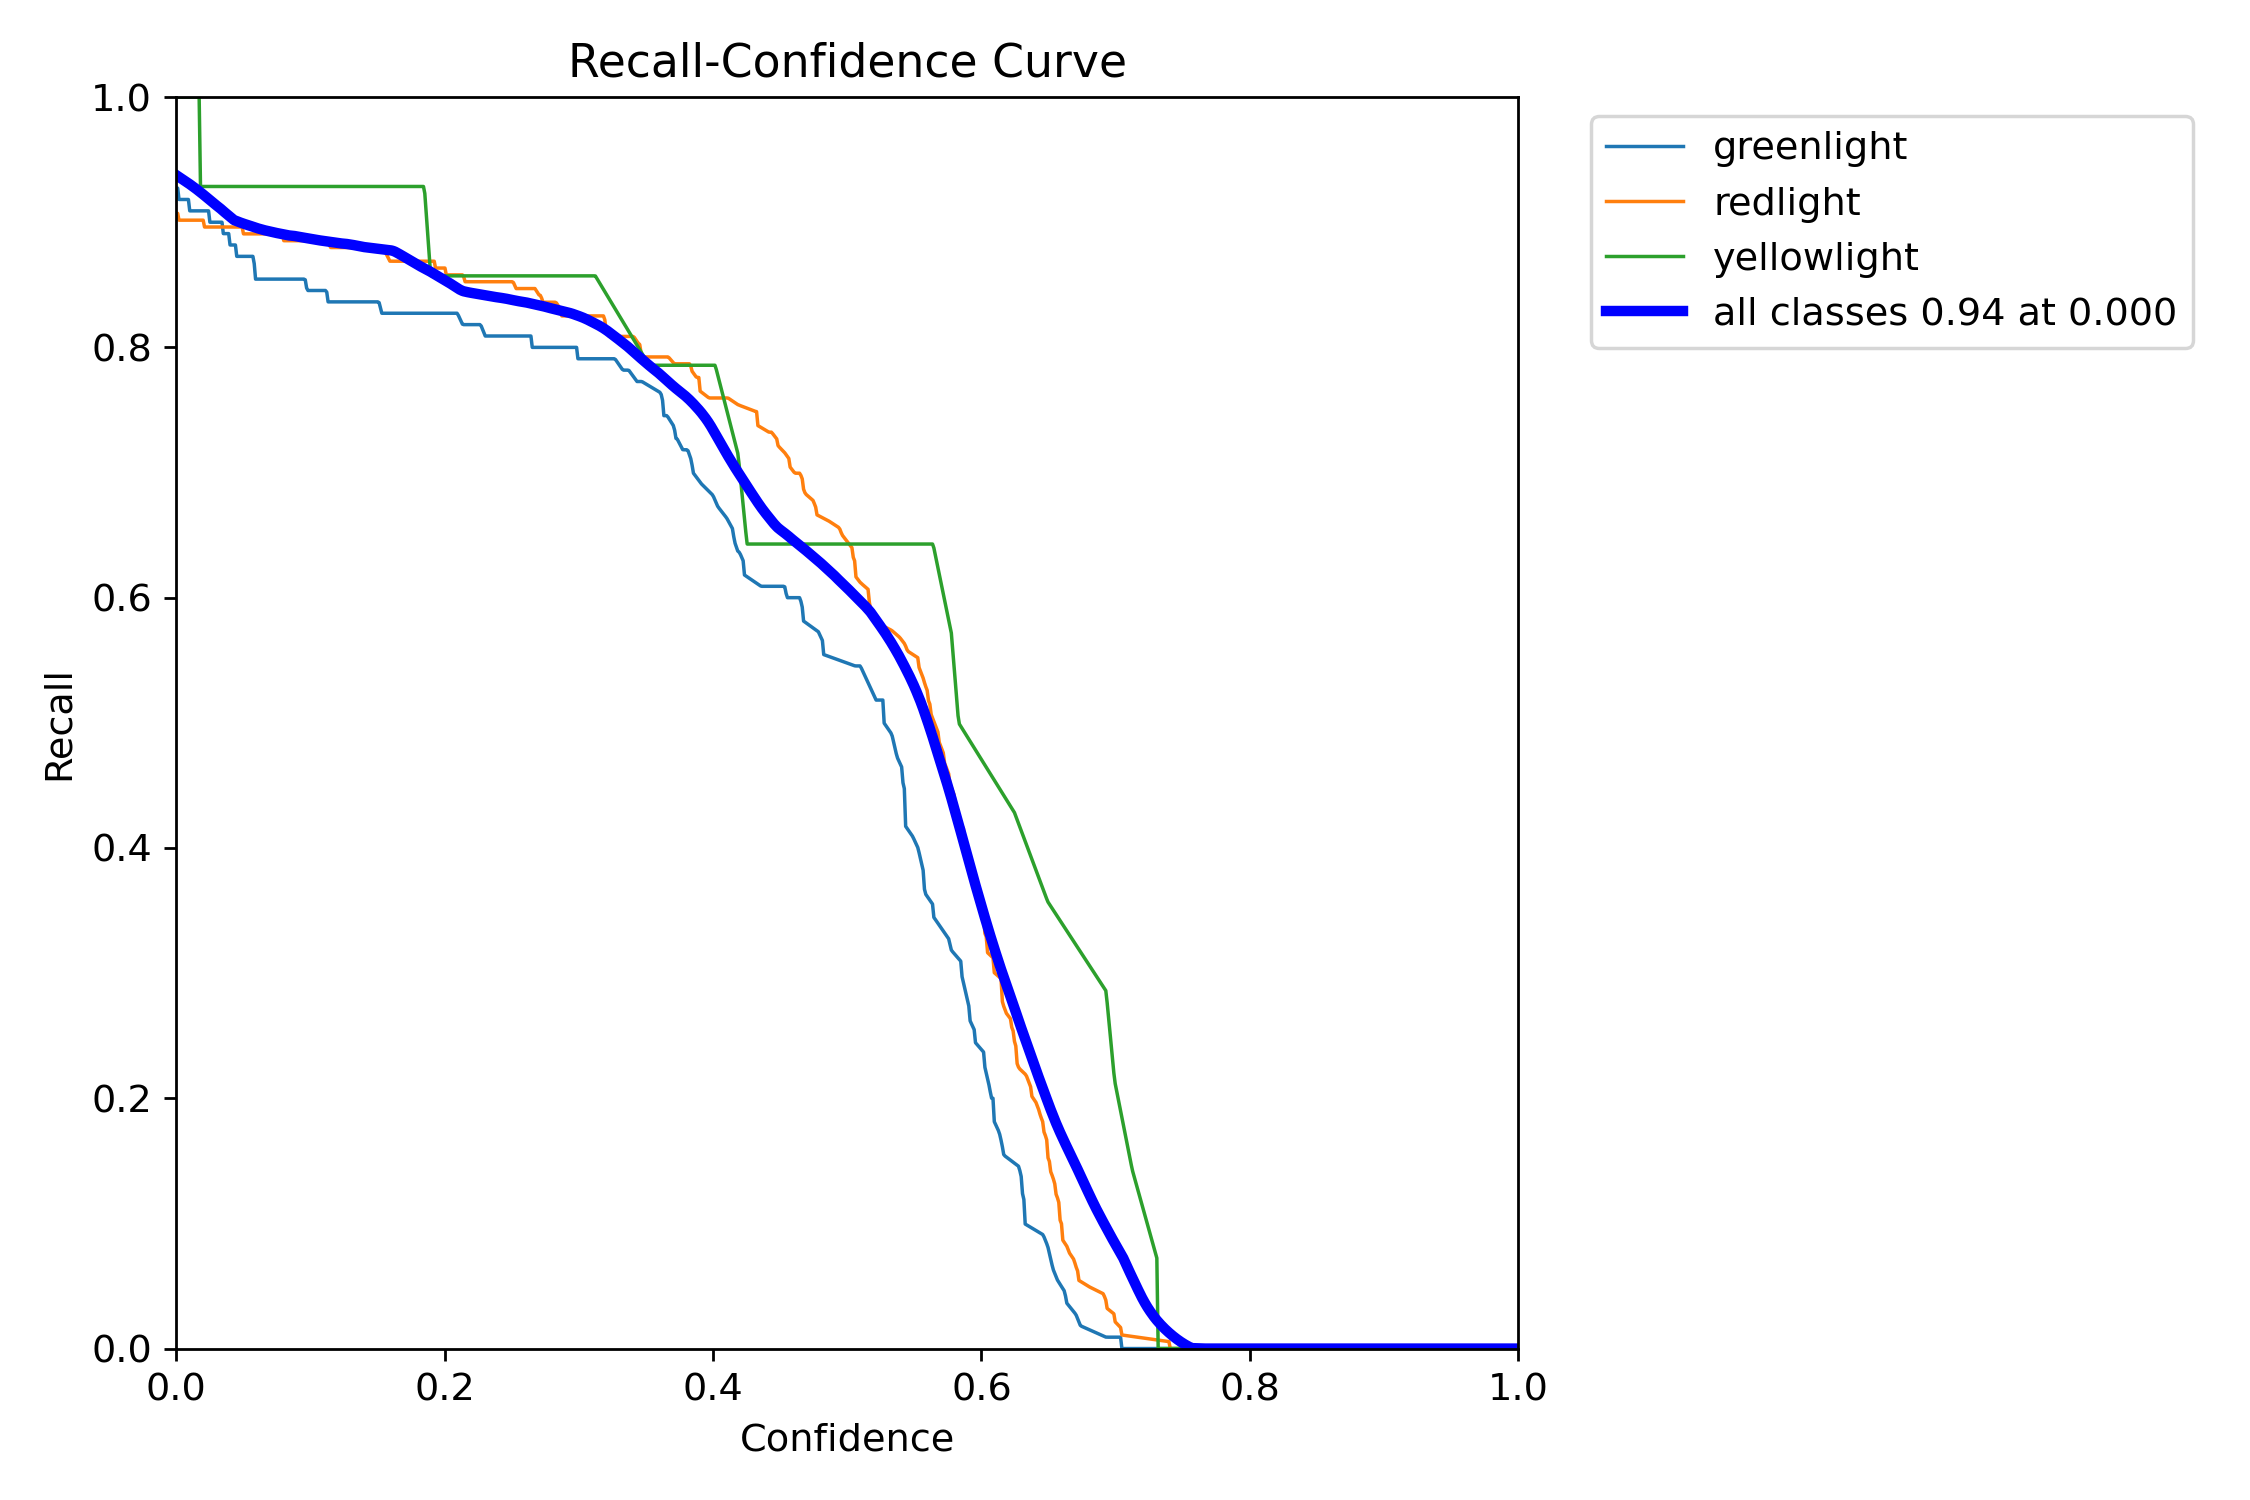 Recall-Confidence Curve
1.0
0.8
0.6
0.4
0.2
0.0
Recall
0.0 0.2 0.4 0.6 0.8 1.0
Confidence
greenlight
redlight
yellowlight
all classes 0.94 at 0.000